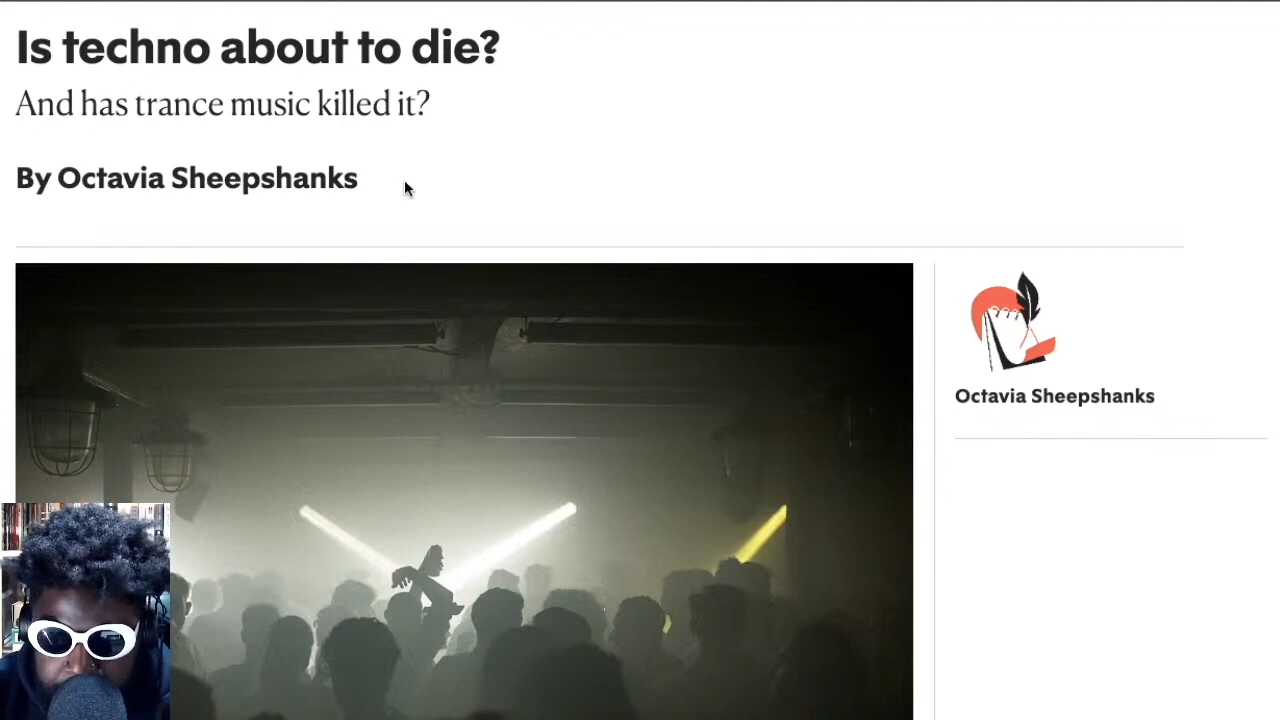 Is techno about to die?
And has trance music killed it?
By Octavia Sheepshanks
Octavia Sheepshanks